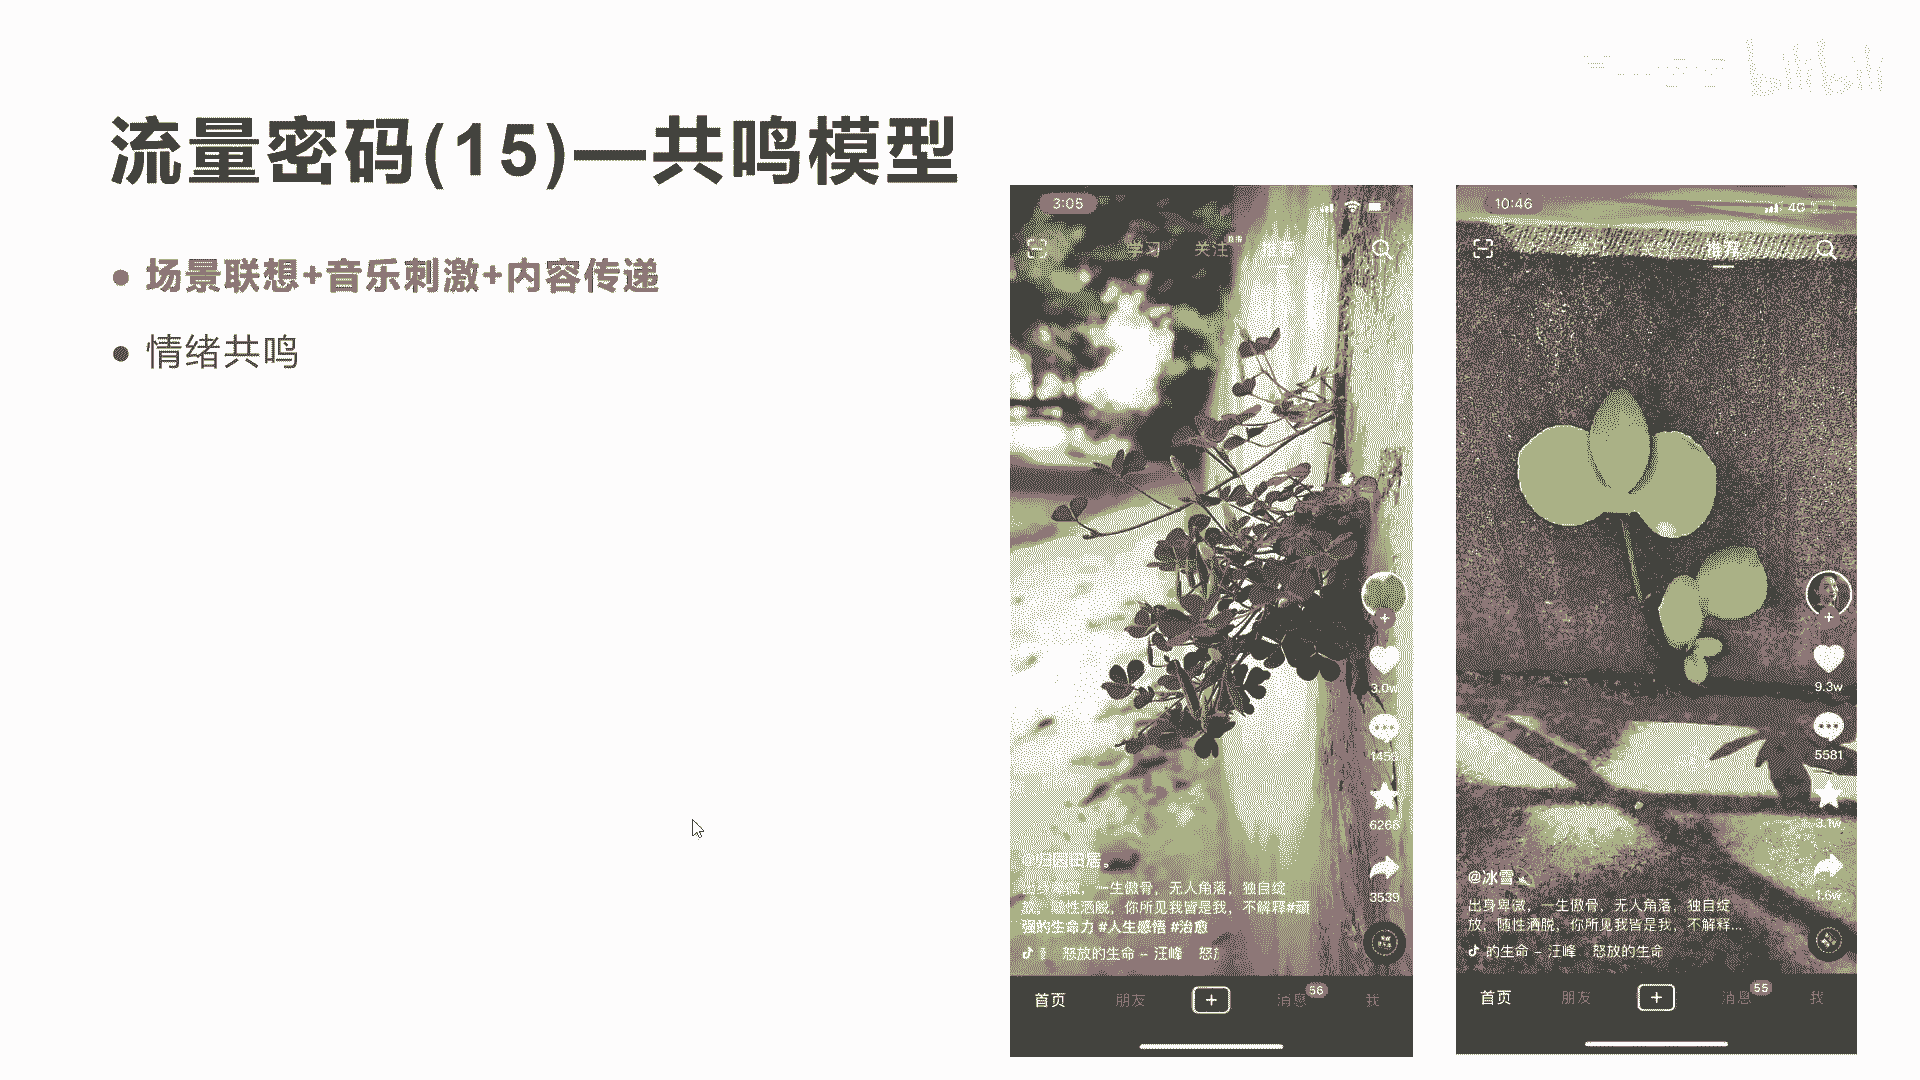 bilibili
流量密码(15)—共鸣模型
● 场景联想+音乐刺激+内容传递
● 情绪共鸣
3:05
学习 关注 推荐
3.0w
6266
3539
@归园田居。
出身卑微，一生傲骨，无人角落，独自绽
放，随性洒脱，你所见我皆是我，不解释#顽
强的生命力 #人生感悟 #治愈
怒放的生命 – 汪峰 怒
首页 朋友 + 消息 56 我
10:46 4G
关注 推荐
9.3w
5581
3.1w
1.6w
@冰雪
出身卑微，一生傲骨，无人角落，独自绽
放，随性洒脱，你所见我皆是我，不解释...
的生命 – 汪峰 怒放的生命
首页 朋友 + 消息 55 我